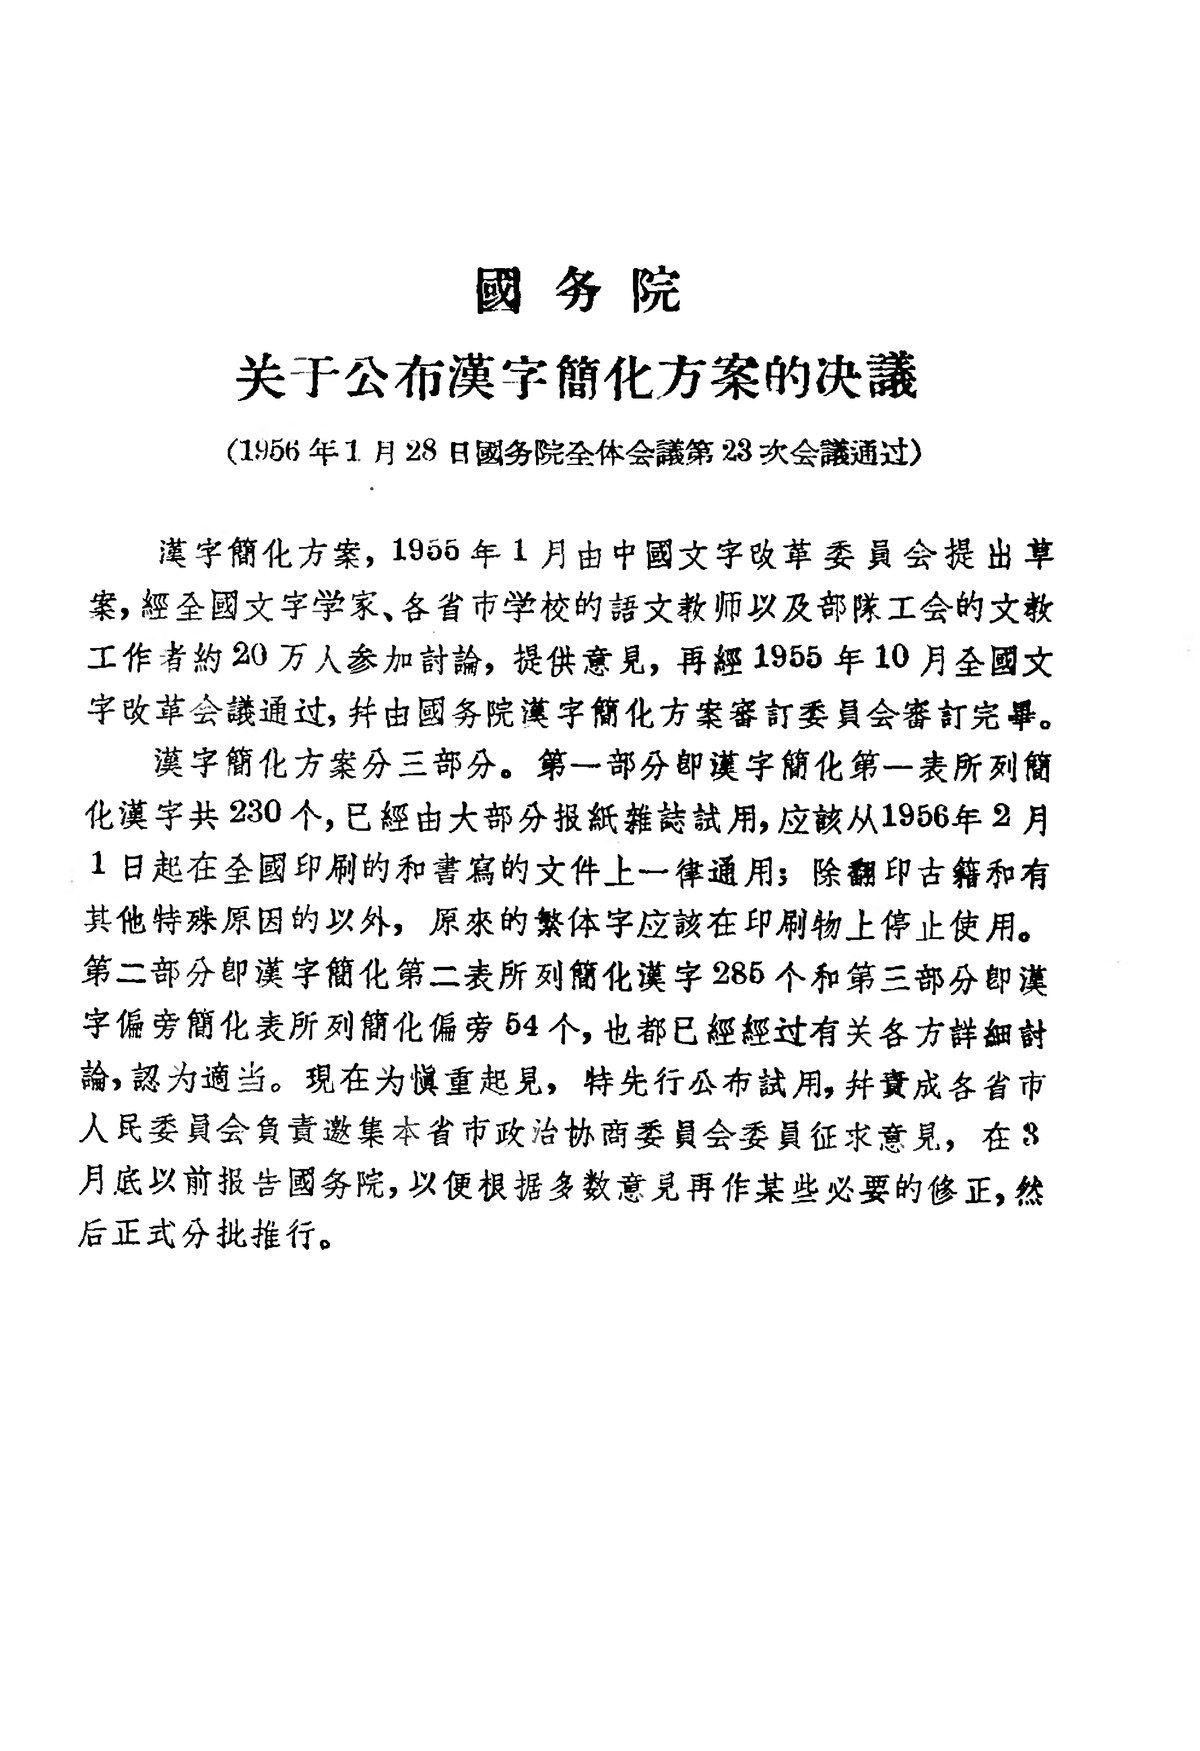 國务院
关于公布漢字簡化方案的决議
(1956年1月28日國务院全体会議第23次会議通过)
漢字簡化方案,1955年1月由中國文字改革委員会提出草
案,經全國文字学家、各省市学校的語文教师以及部隊工会的文教
工作者約20万人参加討論,提供意見,再經1955年10月全國文
字改革会議通过,幷由國务院漢字簡化方案審訂委員会審訂完畢。
漢字簡化方案分三部分。第一部分卽漢字簡化第一表所列簡
化漢字共230个,已經由大部分报紙雜誌試用,应該从1956年2月
1日起在全國印刷的和書寫的文件上一律通用;除翻印古籍和有
其他特殊原因的以外,原來的繁体字应該在印刷物上停止使用。
第二部分卽漢字簡化第二表所列簡化漢字285个和第三部分卽漢
字偏旁簡化表所列簡化偏旁54个,也都已經經过有关各方詳細討
論,認为適当。現在为愼重起見,特先行公布試用,幷責成各省市
人民委員会負責邀集本省市政治协商委員会委員征求意見,在3
月底以前报告國务院,以便根据多数意見再作某些必要的修正,然
后正式分批推行。